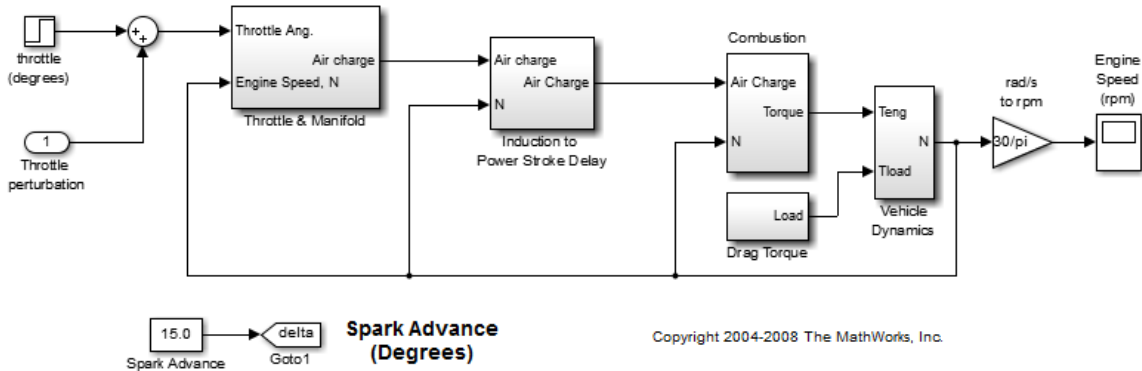 throttle
(degrees)
+
+
1
Throttle
perturbation
Throttle Ang.
Air charge
Engine Speed, N
Throttle & Manifold
Air charge
Air Charge
N
Induction to
Power Stroke Delay
Combustion
Air Charge
Torque
N
Load
Drag Torque
Teng
N
Tload
Vehicle
Dynamics
rad/s
to rpm
30/pi
Engine
Speed
(rpm)
15.0
Spark Advance
delta
Goto1
Spark Advance
(Degrees)
Copyright 2004-2008 The MathWorks, Inc.